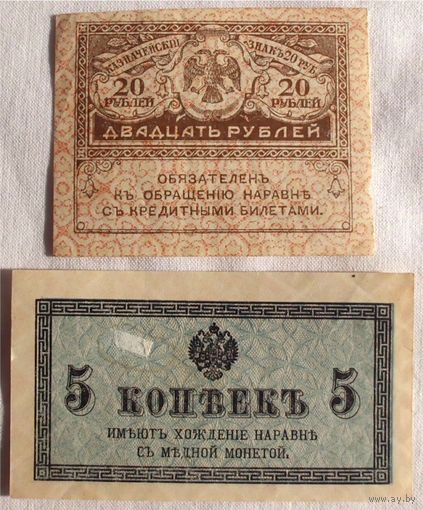 КАЗНАЧЕЙСКІЙ ЗНАКЪ 20 РУБ.
20 РУБЛЕЙ 20 РУБЛЕЙ
ДВАДЦАТЬ РУБЛЕЙ
ОБЯЗАТЕЛЕНЪ
КЪ ОБРАЩЕНІЮ НАРАВНѢ
СЪ КРЕДИТНЫМИ БИЛЕТАМИ.
5 КОПѢЕКЪ 5
ИМѢЮТЪ ХОЖДЕНІЕ НАРАВНѢ
СЪ МѢДНОЙ МОНЕТОЙ.
www.ay.by